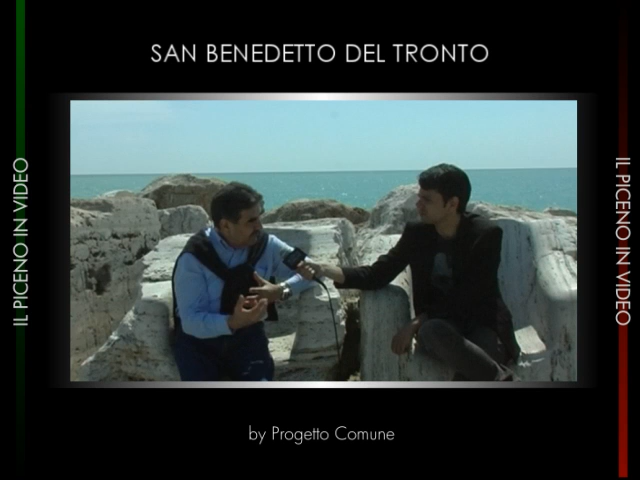 SAN BENEDETTO DEL TRONTO
IL PICENO IN VIDEO
IL PICENO IN VIDEO
by Progetto Comune